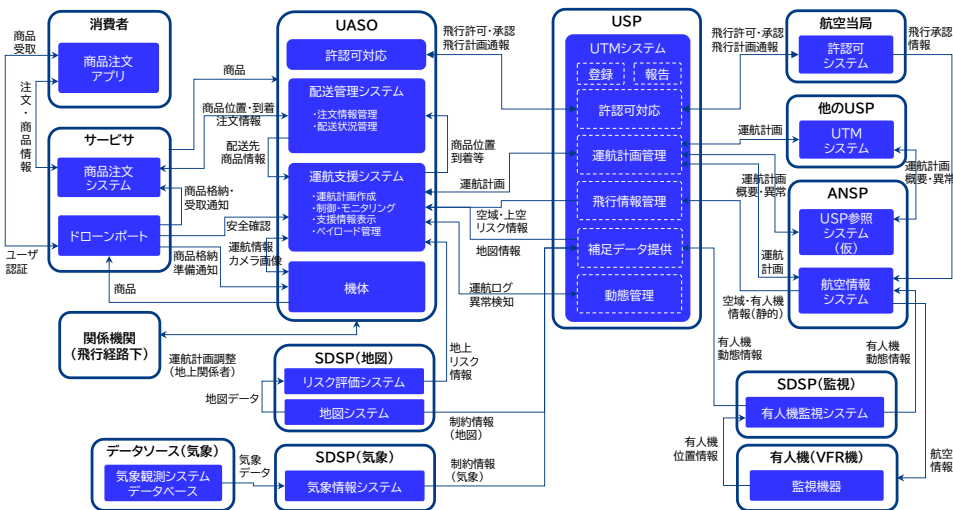 消費者
商品注文
アプリ
商品
受取
注文・商品情報
サービサ
商品注文
システム
ドローンポート
商品格納・
受取通知
ユーザ
認証
商品
商品位置・到着
注文情報
配送先
商品情報
安全確認
運航情報
カメラ画像
商品格納
準備通知
商品
UASO
許認可対応
配送管理システム
・注文情報管理
・配送状況管理
運航支援システム
・運航計画作成
・制御・モニタリング
・支援情報表示
・ペイロード管理
機体
商品位置
到着等
飛行許可・承認
飛行計画通報
運航計画
空域・上空
リスク情報
地図情報
運航ログ
異常検知
地上
リスク
情報
関係機関
（飛行経路下）
運航計画調整
（地上関係者）
SDSP（地図）
リスク評価システム
地図システム
地図データ
制約情報
（地図）
データソース（気象）
気象観測システム
データベース
気象
データ
SDSP（気象）
気象情報システム
制約情報
（気象）
USP
UTMシステム
登録
報告
許認可対応
運航計画管理
飛行情報管理
補足データ提供
動態管理
飛行許可・承認
飛行計画通報
運航計画
運航計画
概要・異常
運航
計画
空域・有人機
情報（静的）
有人機
動態情報
航空当局
許認可
システム
飛行承認
情報
他のUSP
UTM
システム
運航計画
概要・異常
ANSP
USP参照
システム
（仮）
航空情報
システム
有人機
動態情報
SDSP（監視）
有人機監視システム
有人機
位置情報
航空
情報
有人機（VFR機）
監視機器